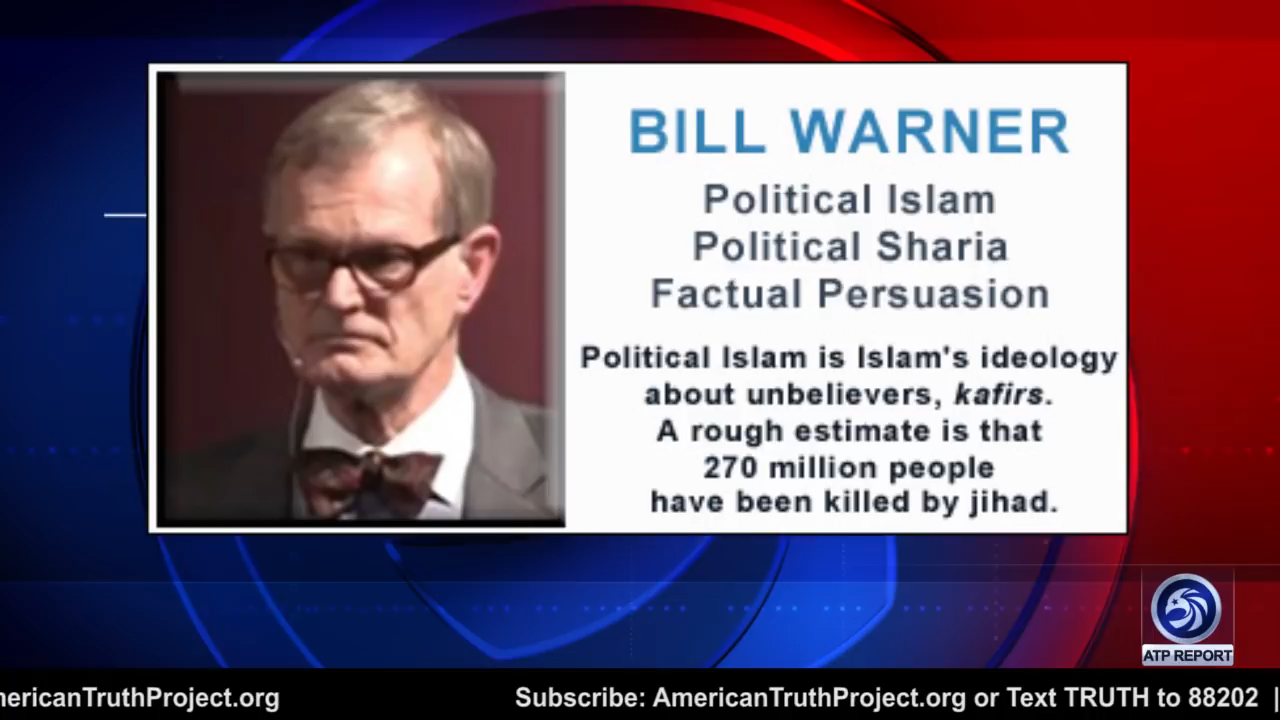 BILL WARNER
Political Islam
Political Sharia
Factual Persuasion
Political Islam is Islam's ideology
about unbelievers, kafirs.
A rough estimate is that
270 million people
have been killed by jihad.
ATP REPORT
mericanTruthProject.org
Subscribe: AmericanTruthProject.org or Text TRUTH to 88202 |